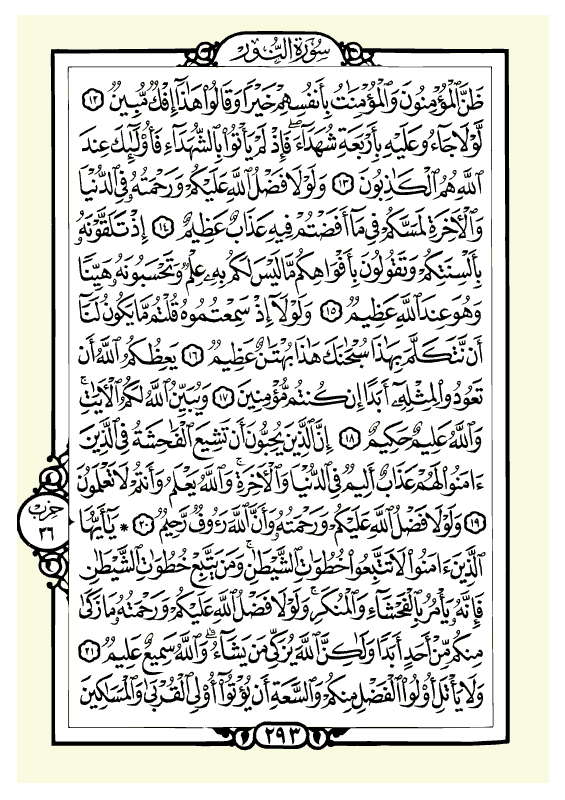 سُورَةُ النُّور
ظَنَّ ٱلْمُؤْمِنُونَ وَٱلْمُؤْمِنَٰتُ بِأَنفُسِهِمْ خَيْرًا وَقَالُوا۟ هَٰذَآ إِفْكٌ مُّبِينٌ ١٢
لَّوْلَا جَآءُو عَلَيْهِ بِأَرْبَعَةِ شُهَدَآءَ ۚ فَإِذْ لَمْ يَأْتُوا۟ بِٱلشُّهَدَآءِ فَأُو۟لَٰٓئِكَ عِندَ
ٱللَّهِ هُمُ ٱلْكَٰذِبُونَ ١٣ وَلَوْلَا فَضْلُ ٱللَّهِ عَلَيْكُمْ وَرَحْمَتُهُۥ فِى ٱلدُّنْيَا
وَٱلْءَاخِرَةِ لَمَسَّكُمْ فِى مَآ أَفَضْتُمْ فِيهِ عَذَابٌ عَظِيمٌ ١٤ إِذْ تَلَقَّوْنَهُۥ
بِأَلْسِنَتِكُمْ وَتَقُولُونَ بِأَفْوَاهِكُم مَّا لَيْسَ لَكُم بِهِۦ عِلْمٌ وَتَحْسَبُونَهُۥ هَيِّنًا
وَهُوَ عِندَ ٱللَّهِ عَظِيمٌ ١٥ وَلَوْلَآ إِذْ سَمِعْتُمُوهُ قُلْتُم مَّا يَكُونُ لَنَآ
أَن نَّتَكَلَّمَ بِهَٰذَا سُبْحَٰنَكَ هَٰذَا بُهْتَٰنٌ عَظِيمٌ ١٦ يَعِظُكُمُ ٱللَّهُ أَن
تَعُودُوا۟ لِمِثْلِهِۦٓ أَبَدًا إِن كُنتُم مُّؤْمِنِينَ ١٧ وَيُبَيِّنُ ٱللَّهُ لَكُمُ ٱلْءَايَٰتِ ۚ
وَٱللَّهُ عَلِيمٌ حَكِيمٌ ١٨ إِنَّ ٱلَّذِينَ يُحِبُّونَ أَن تَشِيعَ ٱلْفَٰحِشَةُ فِى ٱلَّذِينَ
ءَامَنُوا۟ لَهُمْ عَذَابٌ أَلِيمٌ فِى ٱلدُّنْيَا وَٱلْءَاخِرَةِ ۚ وَٱللَّهُ يَعْلَمُ وَأَنتُمْ لَا تَعْلَمُونَ
١٩ وَلَوْلَا فَضْلُ ٱللَّهِ عَلَيْكُمْ وَرَحْمَتُهُۥ وَأَنَّ ٱللَّهَ رَءُوفٌ رَّحِيمٌ ٢٠ * يَٰٓأَيُّهَا
حزب
٣٦
ٱلَّذِينَ ءَامَنُوا۟ لَا تَتَّبِعُوا۟ خُطُوَٰتِ ٱلشَّيْطَٰنِ ۚ وَمَن يَتَّبِعْ خُطُوَٰتِ ٱلشَّيْطَٰنِ
فَإِنَّهُۥ يَأْمُرُ بِٱلْفَحْشَآءِ وَٱلْمُنكَرِ ۚ وَلَوْلَا فَضْلُ ٱللَّهِ عَلَيْكُمْ وَرَحْمَتُهُۥ مَا زَكَىٰ
مِنكُم مِّنْ أَحَدٍ أَبَدًا وَلَٰكِنَّ ٱللَّهَ يُزَكِّى مَن يَشَآءُ ۗ وَٱللَّهُ سَمِيعٌ عَلِيمٌ ٢١
وَلَا يَأْتَلِ أُو۟لُوا۟ ٱلْفَضْلِ مِنكُمْ وَٱلسَّعَةِ أَن يُؤْتُوٓا۟ أُو۟لِى ٱلْقُرْبَىٰ وَٱلْمَسَٰكِينَ
٢٩٣